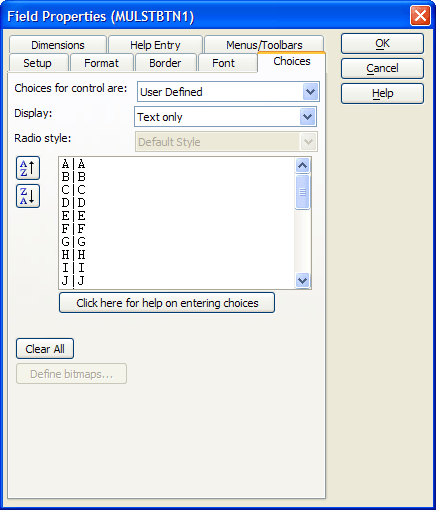 Field Properties (MULSTBTN1)
Dimensions Help Entry Menus/Toolbars
Setup Format Border Font Choices
OK
Cancel
Help
Choices for control are: User Defined
Display: Text only
Radio style: Default Style
A Z
Z A
A|A
B|B
C|C
D|D
E|E
F|F
G|G
H|H
I|I
J|J
Click here for help on entering choices
Clear All
Define bitmaps...